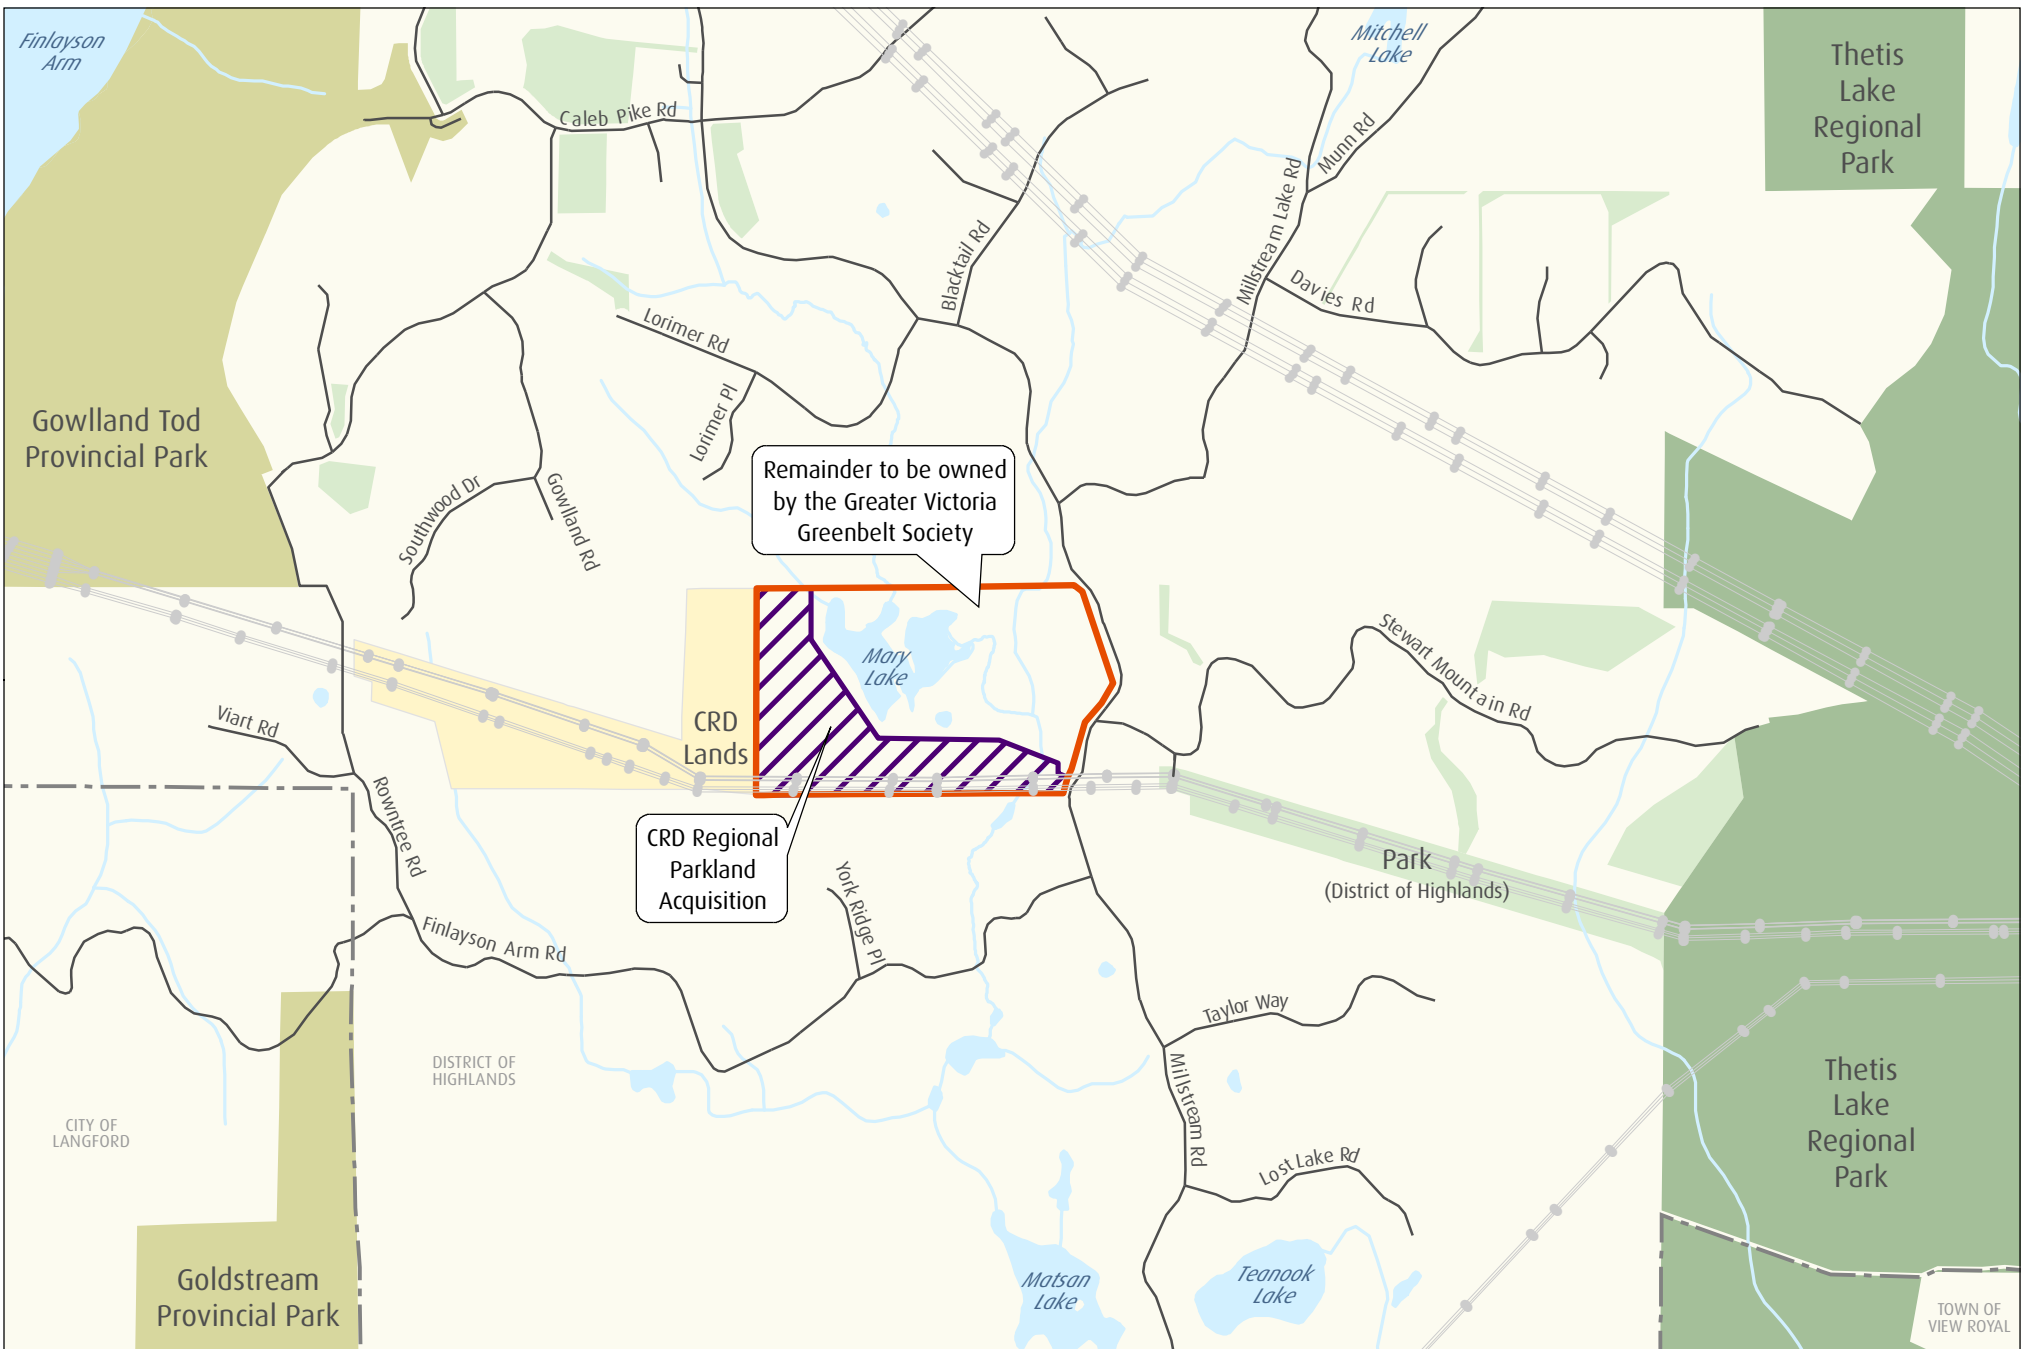 Finlayson
Arm
Mitchell
Lake
Thetis
Lake
Regional
Park
Caleb Pike Rd
Munn Rd
Millstream Lake Rd
Blacktail Rd
Davies Rd
Lorimer Rd
Lorimer Pl
Gowlland Tod
Provincial Park
Southwood Dr
Gowlland Rd
Remainder to be owned
by the Greater Victoria
Greenbelt Society
Mary
Lake
Stewart Mountain Rd
Viart Rd
CRD
Lands
Rowntree Rd
CRD Regional
Parkland
Acquisition
York Ridge Pl
Park
(District of Highlands)
Finlayson Arm Rd
Taylor Way
DISTRICT OF
HIGHLANDS
CITY OF
LANGFORD
Millstream Rd
Lost Lake Rd
Thetis
Lake
Regional
Park
Goldstream
Provincial Park
Matsan
Lake
Teanook
Lake
TOWN OF
VIEW ROYAL